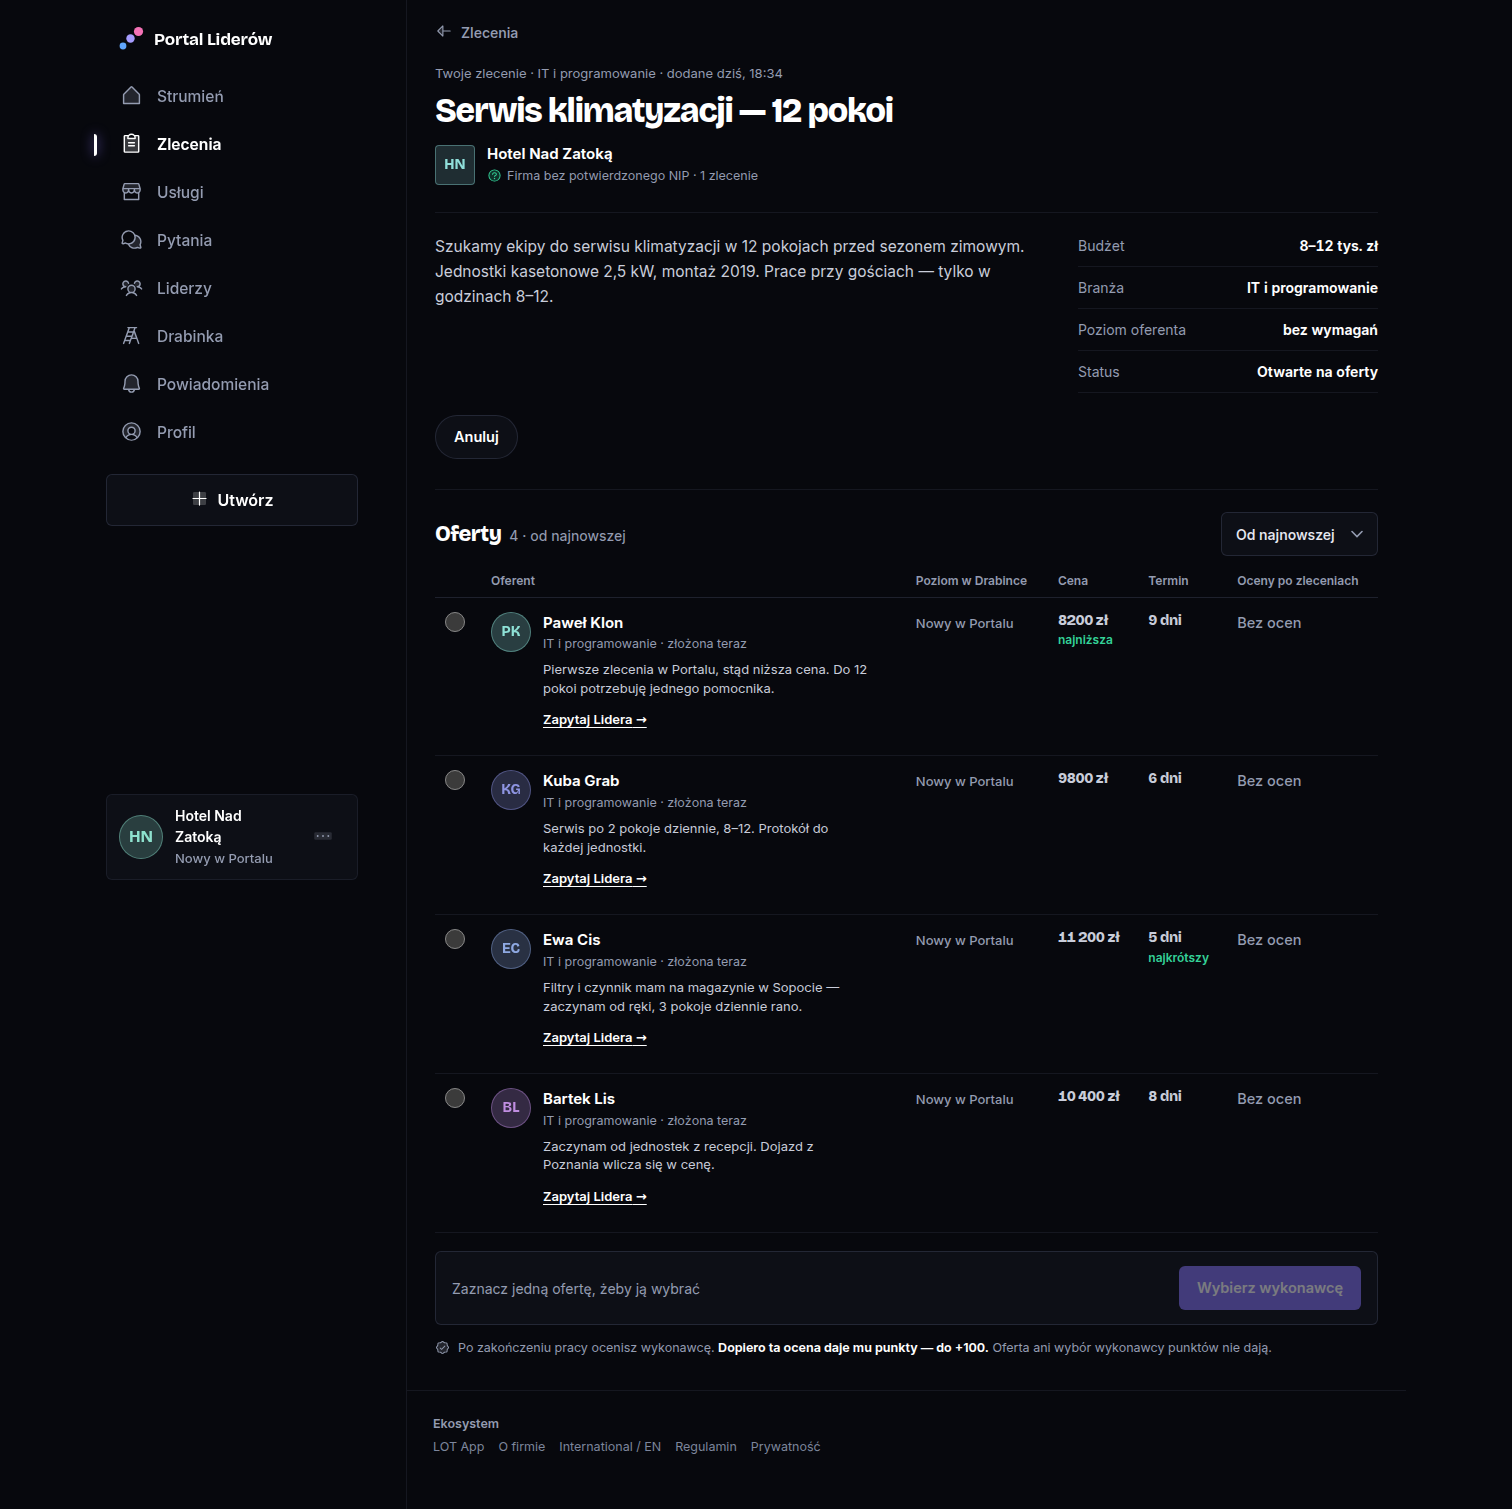 Portal Liderów
Strumień
Zlecenia
Usługi
Pytania
Liderzy
Drabinka
Powiadomienia
Profil
Utwórz
HN
Hotel Nad
Zatoką
Nowy w Portalu
Zlecenia
Twoje zlecenie · IT i programowanie · dodane dziś, 18:34
Serwis klimatyzacji — 12 pokoi
HN
Hotel Nad Zatoką
Firma bez potwierdzonego NIP · 1 zlecenie
Szukamy ekipy do serwisu klimatyzacji w 12 pokojach przed sezonem zimowym.
Jednostki kasetonowe 2,5 kW, montaż 2019. Prace przy gościach — tylko w
godzinach 8–12.
Budżet 8–12 tys. zł
Branża IT i programowanie
Poziom oferenta bez wymagań
Status Otwarte na oferty
Anuluj
Oferty 4 · od najnowszej
Od najnowszej
Oferent Poziom w Drabince Cena Termin Oceny po zleceniach
PK Paweł Klon Nowy w Portalu 8200 zł 9 dni Bez ocen
IT i programowanie · złożona teraz najniższa
Pierwsze zlecenia w Portalu, stąd niższa cena. Do 12
pokoi potrzebuję jednego pomocnika.
Zapytaj Lidera →
KG Kuba Grab Nowy w Portalu 9800 zł 6 dni Bez ocen
IT i programowanie · złożona teraz
Serwis po 2 pokoje dziennie, 8–12. Protokół do
każdej jednostki.
Zapytaj Lidera →
EC Ewa Cis Nowy w Portalu 11 200 zł 5 dni Bez ocen
IT i programowanie · złożona teraz najkrótszy
Filtry i czynnik mam na magazynie w Sopocie —
zaczynam od ręki, 3 pokoje dziennie rano.
Zapytaj Lidera →
BL Bartek Lis Nowy w Portalu 10 400 zł 8 dni Bez ocen
IT i programowanie · złożona teraz
Zaczynam od jednostek z recepcji. Dojazd z
Poznania wlicza się w cenę.
Zapytaj Lidera →
Zaznacz jedną ofertę, żeby ją wybrać
Wybierz wykonawcę
Po zakończeniu pracy ocenisz wykonawcę. Dopiero ta ocena daje mu punkty — do +100. Oferta ani wybór wykonawcy punktów nie dają.
Ekosystem
LOT App O firmie International / EN Regulamin Prywatność